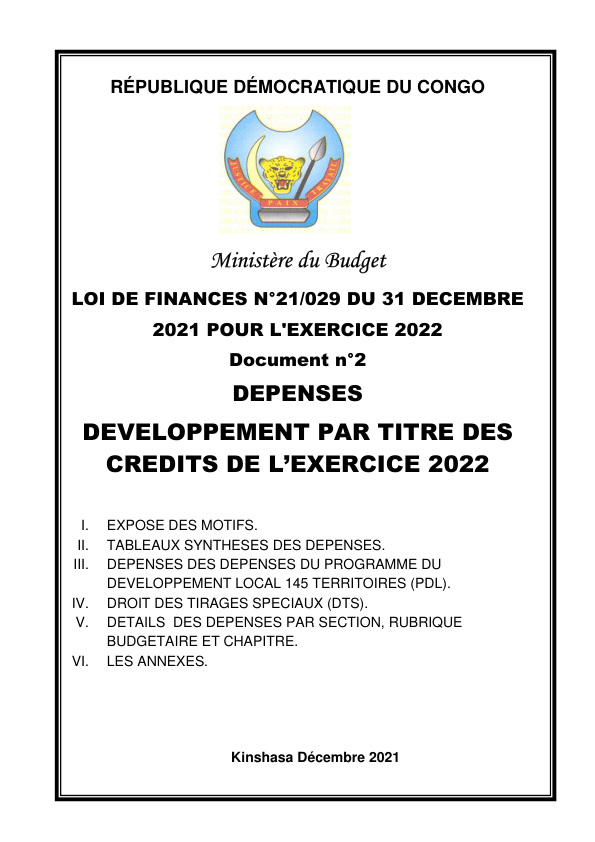 RÉPUBLIQUE DÉMOCRATIQUE DU CONGO
JUSTICE PAIX TRAVAIL
Ministère du Budget
LOI DE FINANCES N°21/029 DU 31 DECEMBRE
2021 POUR L'EXERCICE 2022
Document n°2
DEPENSES
DEVELOPPEMENT PAR TITRE DES
CREDITS DE L’EXERCICE 2022
I. EXPOSE DES MOTIFS.
II. TABLEAUX SYNTHESES DES DEPENSES.
III. DEPENSES DES DEPENSES DU PROGRAMME DU
DEVELOPPEMENT LOCAL 145 TERRITOIRES (PDL).
IV. DROIT DES TIRAGES SPECIAUX (DTS).
V. DETAILS DES DEPENSES PAR SECTION, RUBRIQUE
BUDGETAIRE ET CHAPITRE.
VI. LES ANNEXES.
Kinshasa Décembre 2021